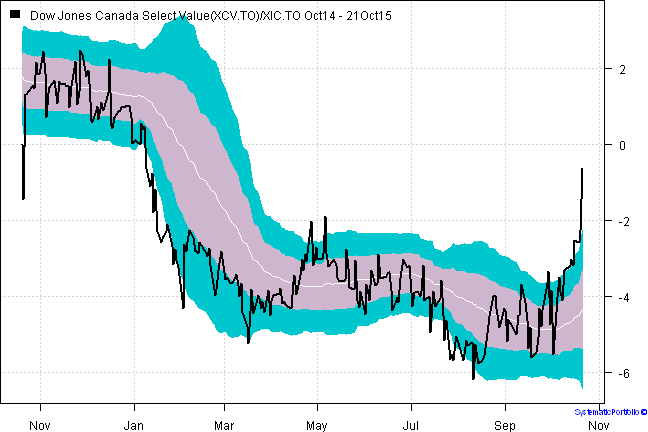 Dow Jones Canada Select Value(XCV.TO)/XIC.TO Oct14 - 21Oct15
2
0
-2
-4
-6
Nov Jan Mar May Jul Sep Nov
SystematicPortfolio ©